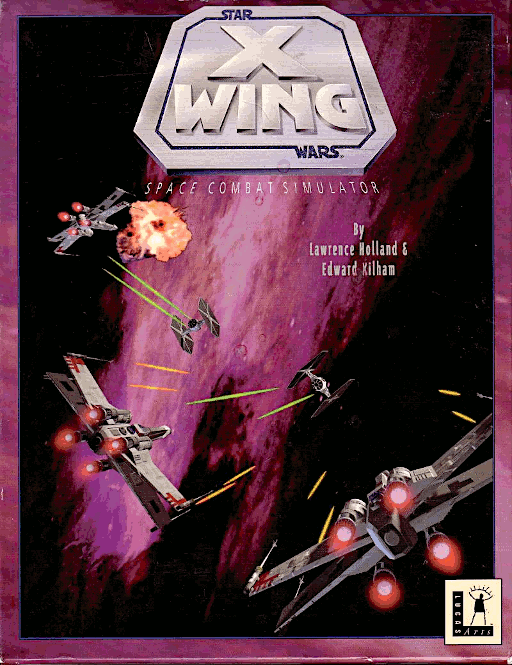 STAR
X
WING
WARS
SPACE COMBAT SIMULATOR
By
Lawrence Holland &
Edward Kilham
LUCAS
Arts